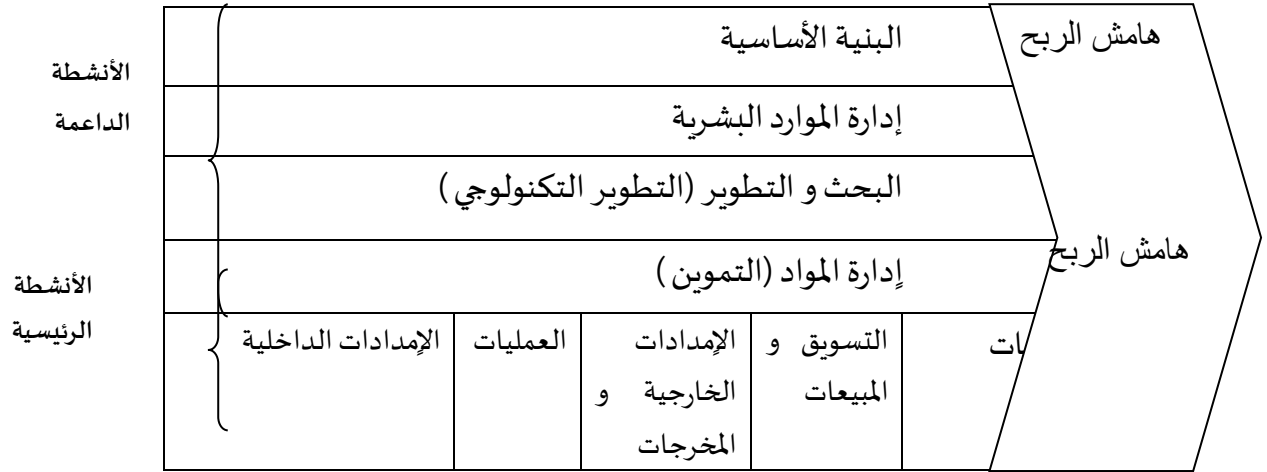 هامش الربح
البنية الأساسية
الأنشطة
الداعمة
إدارة الموارد البشرية
البحث و التطوير (التطوير التكنولوجي)
هامش الربح
إدارة المواد (التموين)
الأنشطة
الرئيسية
الإمدادات الداخلية
العمليات
الإمدادات
الخارجية و
المخرجات
التسويق و
المبيعات